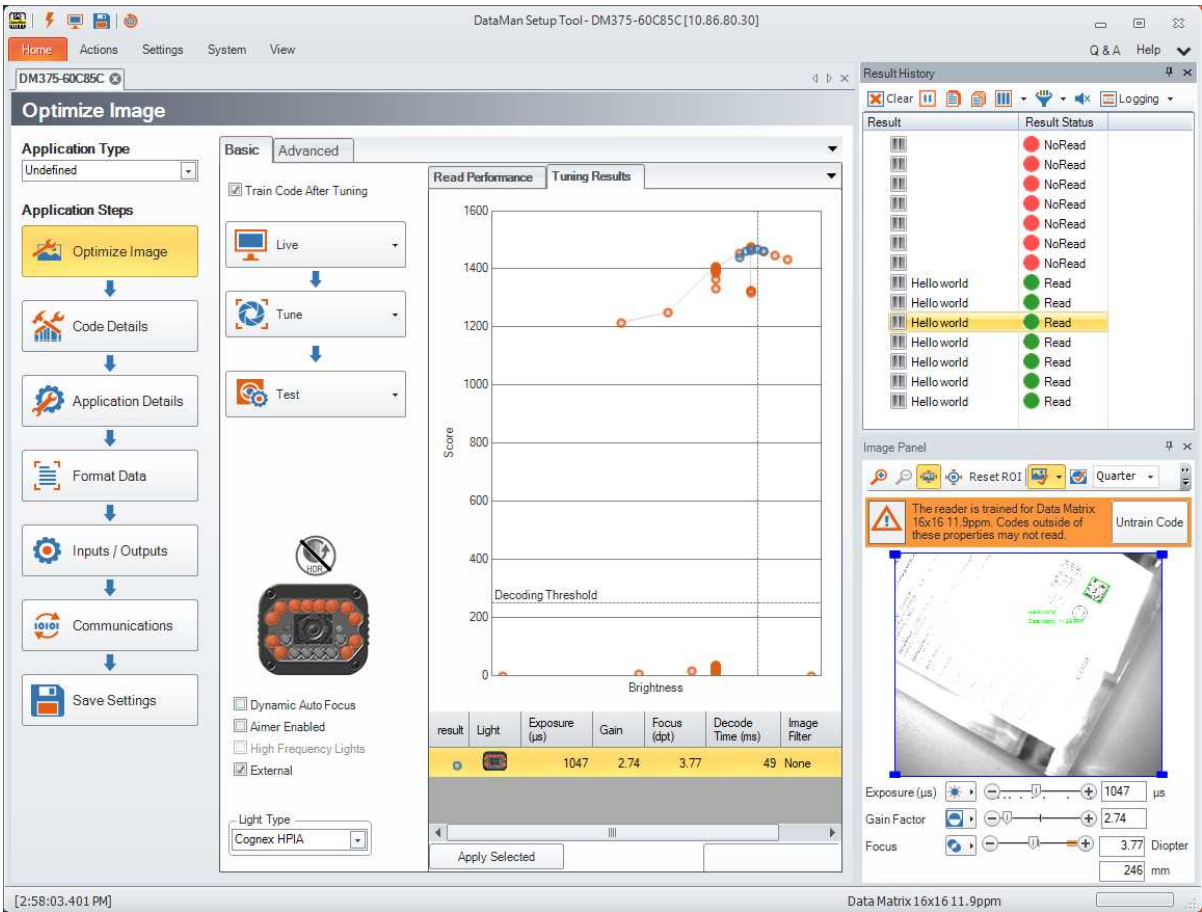 DataMan Setup Tool - DM375-60C85C [10.86.80.30]
Home Actions Settings System View Q & A Help
DM375-60C85C
Optimize Image
Application Type
Undefined
Application Steps
Optimize Image
Code Details
Application Details
Format Data
Inputs / Outputs
Communications
Save Settings
Basic Advanced
Train Code After Tuning
Live
Tune
Test
HDR
Dynamic Auto Focus
Aimer Enabled
High Frequency Lights
External
Light Type
Cognex HPIA
Read Performance Tuning Results
1600
1400
1200
1000
800
600
400
200
0
Score
Decoding Threshold
Brightness
result Light Exposure (µs) Gain Focus (dpt) Decode Time (ms) Image Filter
1047 2.74 3.77 49 None
Apply Selected
Result History
Clear Logging
Result Result Status
NoRead
NoRead
NoRead
NoRead
NoRead
NoRead
NoRead
Hello world Read
Hello world Read
Hello world Read
Hello world Read
Hello world Read
Hello world Read
Hello world Read
Image Panel
Reset ROI Quarter
The reader is trained for Data Matrix
16x16 11.9ppm. Codes outside of
these properties may not read.
Untrain Code
Hello world
Exposure (µs) 1047 µs
Gain Factor 2.74
Focus 3.77 Diopter
246 mm
[2:58:03.401 PM] Data Matrix 16x16 11.9ppm